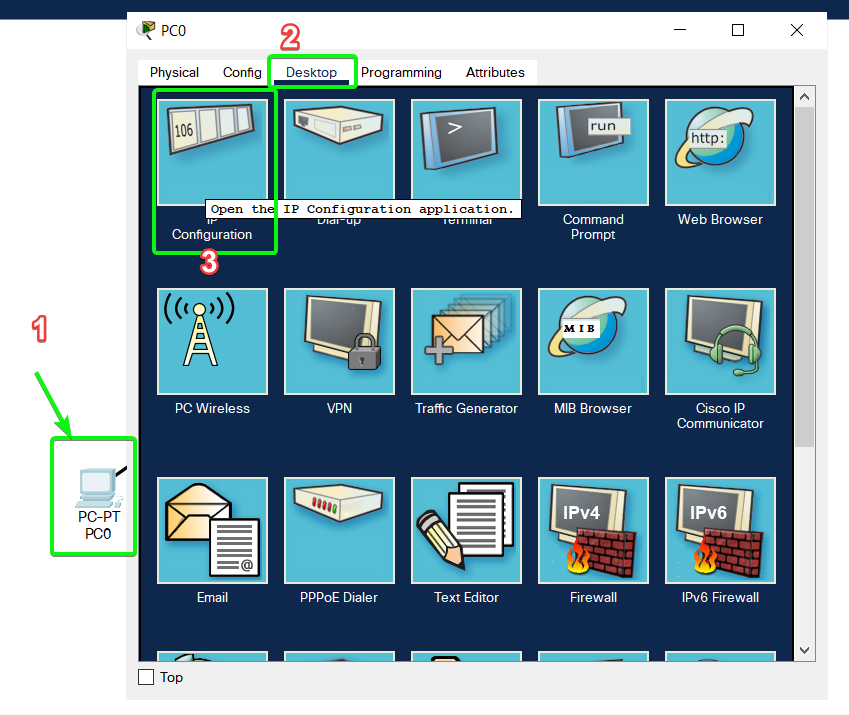 PC0
2
Physical Config Desktop Programming Attributes
106
>
run
http:
Open the IP Configuration application.
IP Configuration
Dial-up
Terminal
Command Prompt
Web Browser
3
1
MIB
PC Wireless
VPN
Traffic Generator
MIB Browser
Cisco IP Communicator
PC-PT
PC0
@
IPv4
IPv6
Email
PPPoE Dialer
Text Editor
Firewall
IPv6 Firewall
Top